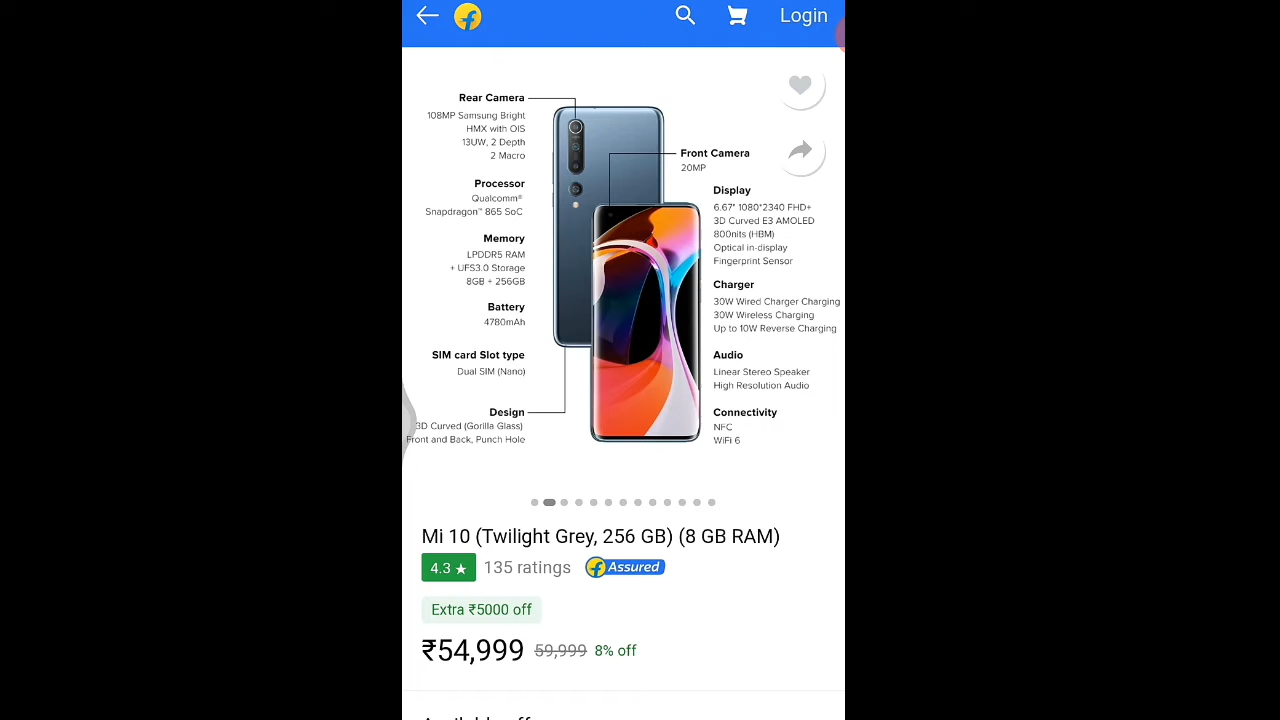 Login
Rear Camera
108MP Samsung Bright
HMX with OIS
13UW, 2 Depth
2 Macro
Processor
Qualcomm®
Snapdragon™ 865 SoC
Memory
LPDDR5 RAM
+ UFS3.0 Storage
8GB + 256GB
Battery
4780mAh
SIM card Slot type
Dual SIM (Nano)
Design
3D Curved (Gorilla Glass)
Front and Back, Punch Hole
Front Camera
20MP
Display
6.67" 1080*2340 FHD+
3D Curved E3 AMOLED
800nits (HBM)
Optical in-display
Fingerprint Sensor
Charger
30W Wired Charger Charging
30W Wireless Charging
Up to 10W Reverse Charging
Audio
Linear Stereo Speaker
High Resolution Audio
Connectivity
NFC
WiFi 6
Mi 10 (Twilight Grey, 256 GB) (8 GB RAM)
4.3 ★ 135 ratings Assured
Extra ₹5000 off
₹54,999 59,999 8% off